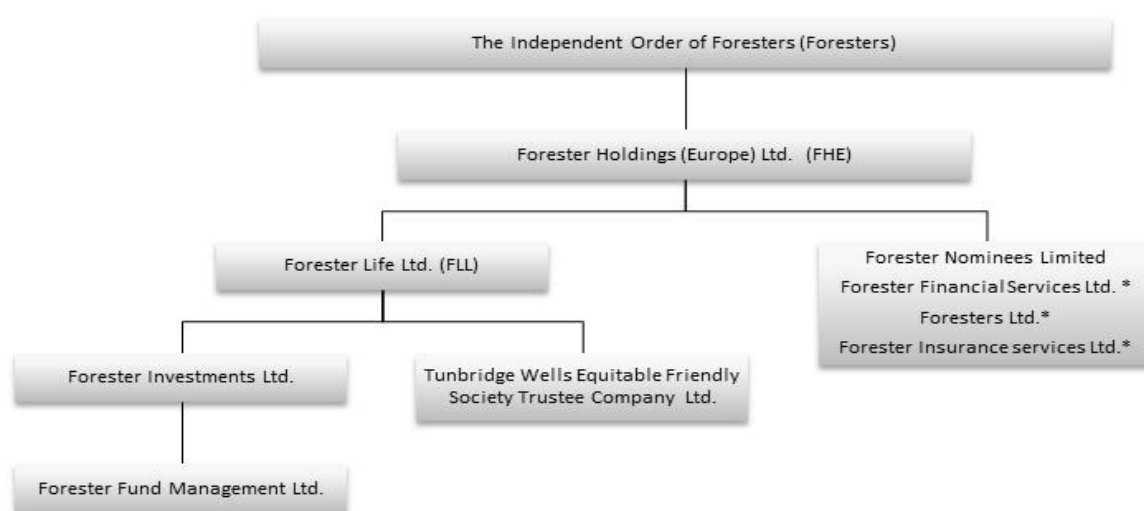 The Independent Order of Foresters (Foresters)
Forester Holdings (Europe) Ltd. (FHE)
Forester Life Ltd. (FLL)
Forester Nominees Limited
Forester Financial Services Ltd. *
Foresters Ltd.*
Forester Insurance services Ltd.*
Forester Investments Ltd.
Tunbridge Wells Equitable Friendly
Society Trustee Company Ltd.
Forester Fund Management Ltd.